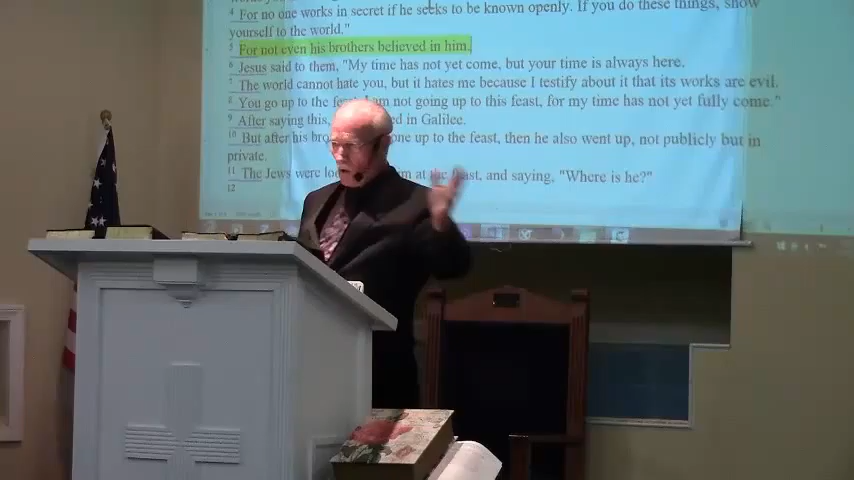 4 For no one works in secret if he seeks to be known openly. If you do these things, show
yourself to the world."
5 For not even his brothers believed in him.
6 Jesus said to them, "My time has not yet come, but your time is always here.
7 The world cannot hate you, but it hates me because I testify about it that its works are evil.
8 You go up to the I am not going up to this feast, for my time has not yet fully come."
9 After saying this, in Galilee.
10 But after his up to the feast, then he also went up, not publicly but in
private.
11 The Jews were at the feast, and saying, "Where is he?"
12